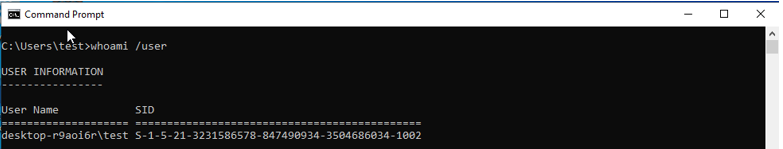 Command Prompt
C:\Users\test>whoami /user
USER INFORMATION
----------------
User Name            SID
==================== =============================================
desktop-r9aoi6r\test S-1-5-21-3231586578-847490934-3504686034-1002